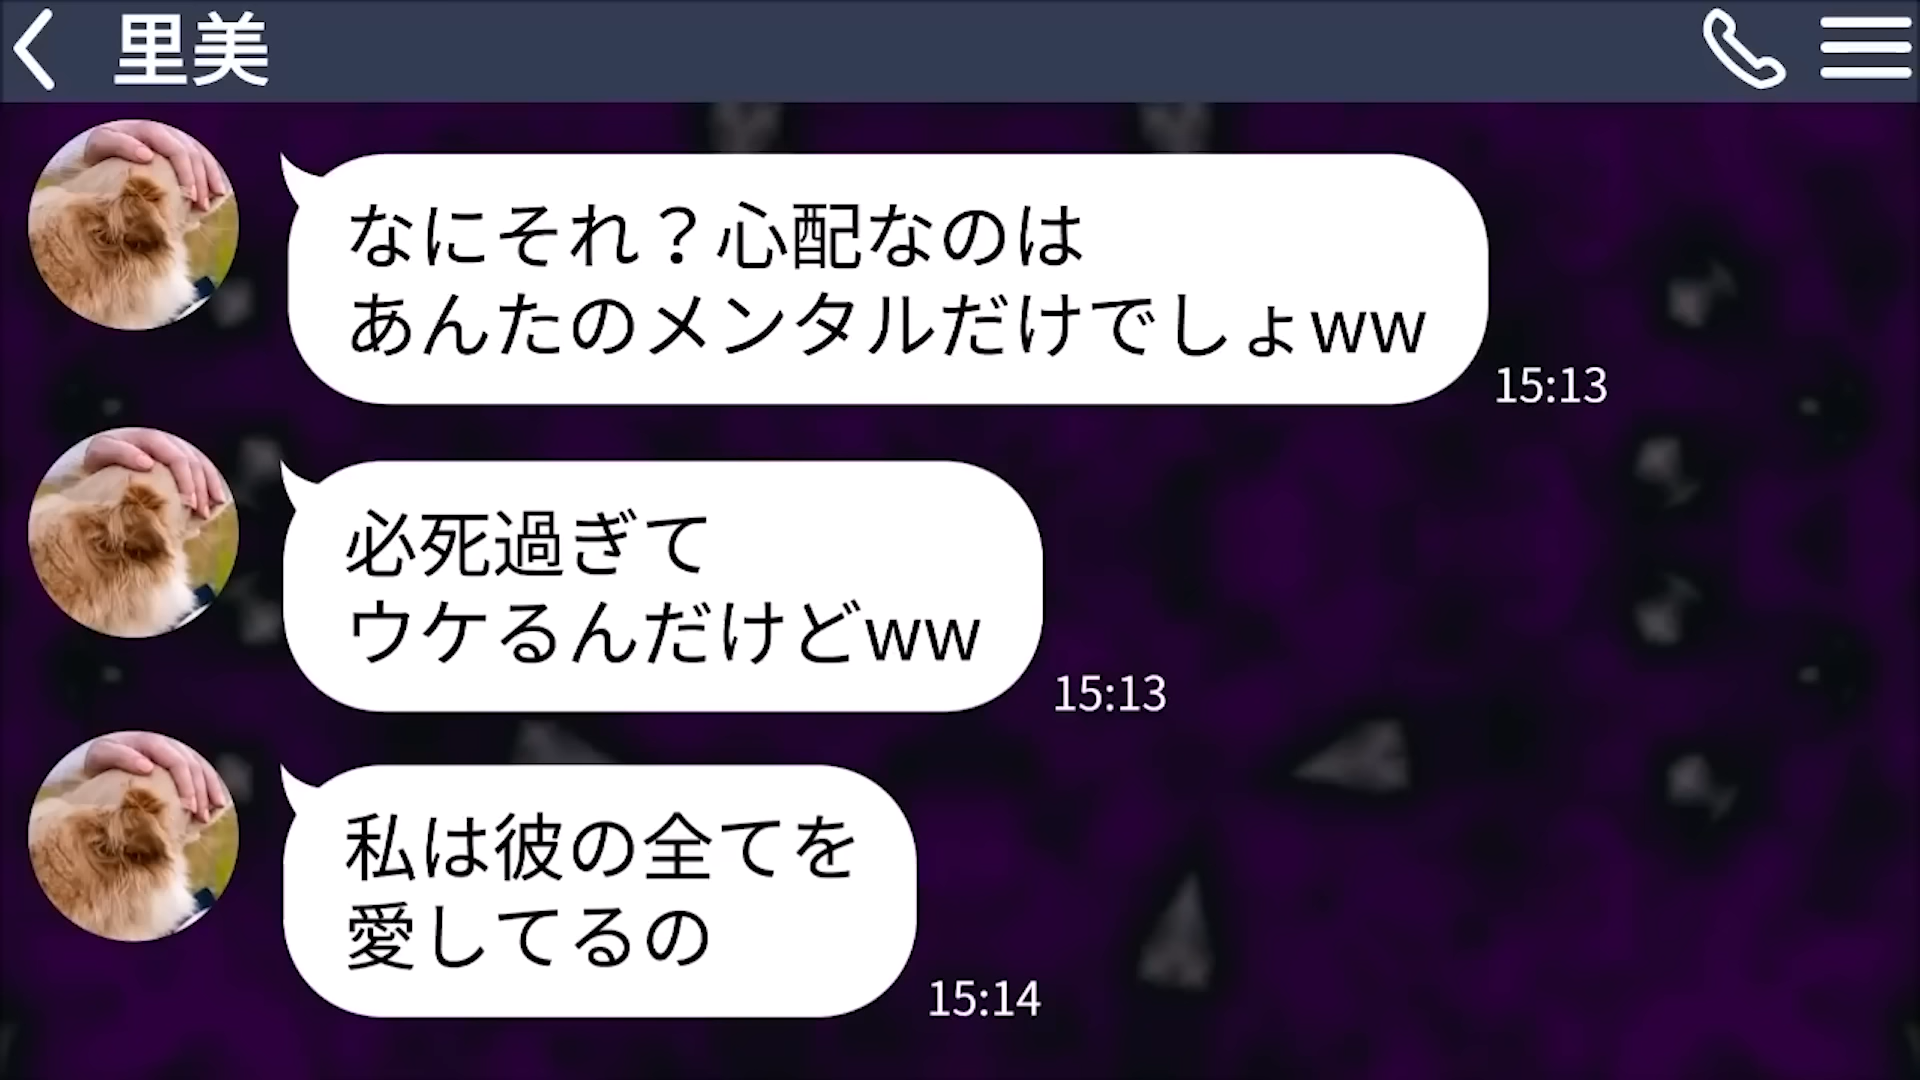 里美
なにそれ？心配なのは
あんたのメンタルだけでしょww
15:13
必死過ぎて
ウケるんだけどww
15:13
私は彼の全てを
愛してるの
15:14